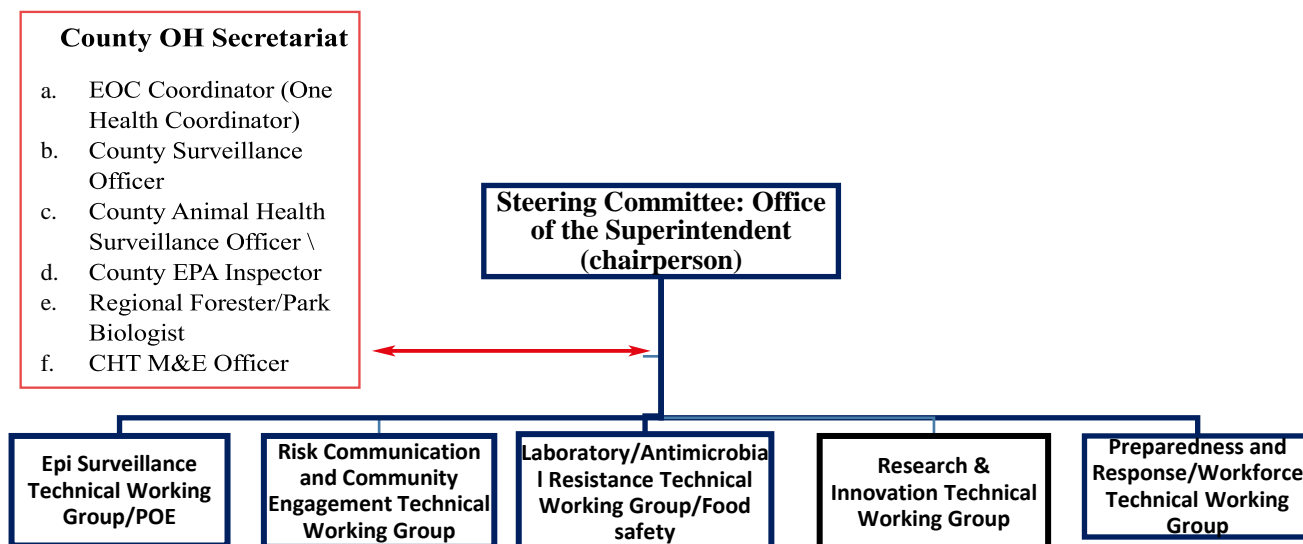 County OH Secretariat
a. EOC Coordinator (One
Health Coordinator)
b. County Surveillance
Officer
c. County Animal Health
Surveillance Officer \
d. County EPA Inspector
e. Regional Forester/Park
Biologist
f. CHT M&E Officer
Steering Committee: Office
of the Superintendent
(chairperson)
Epi Surveillance
Technical Working
Group/POE
Risk Communication
and Community
Engagement Technical
Working Group
Laboratory/Antimicrobia
l Resistance Technical
Working Group/Food
safety
Research &
Innovation Technical
Working Group
Preparedness and
Response/Workforce
Technical Working
Group